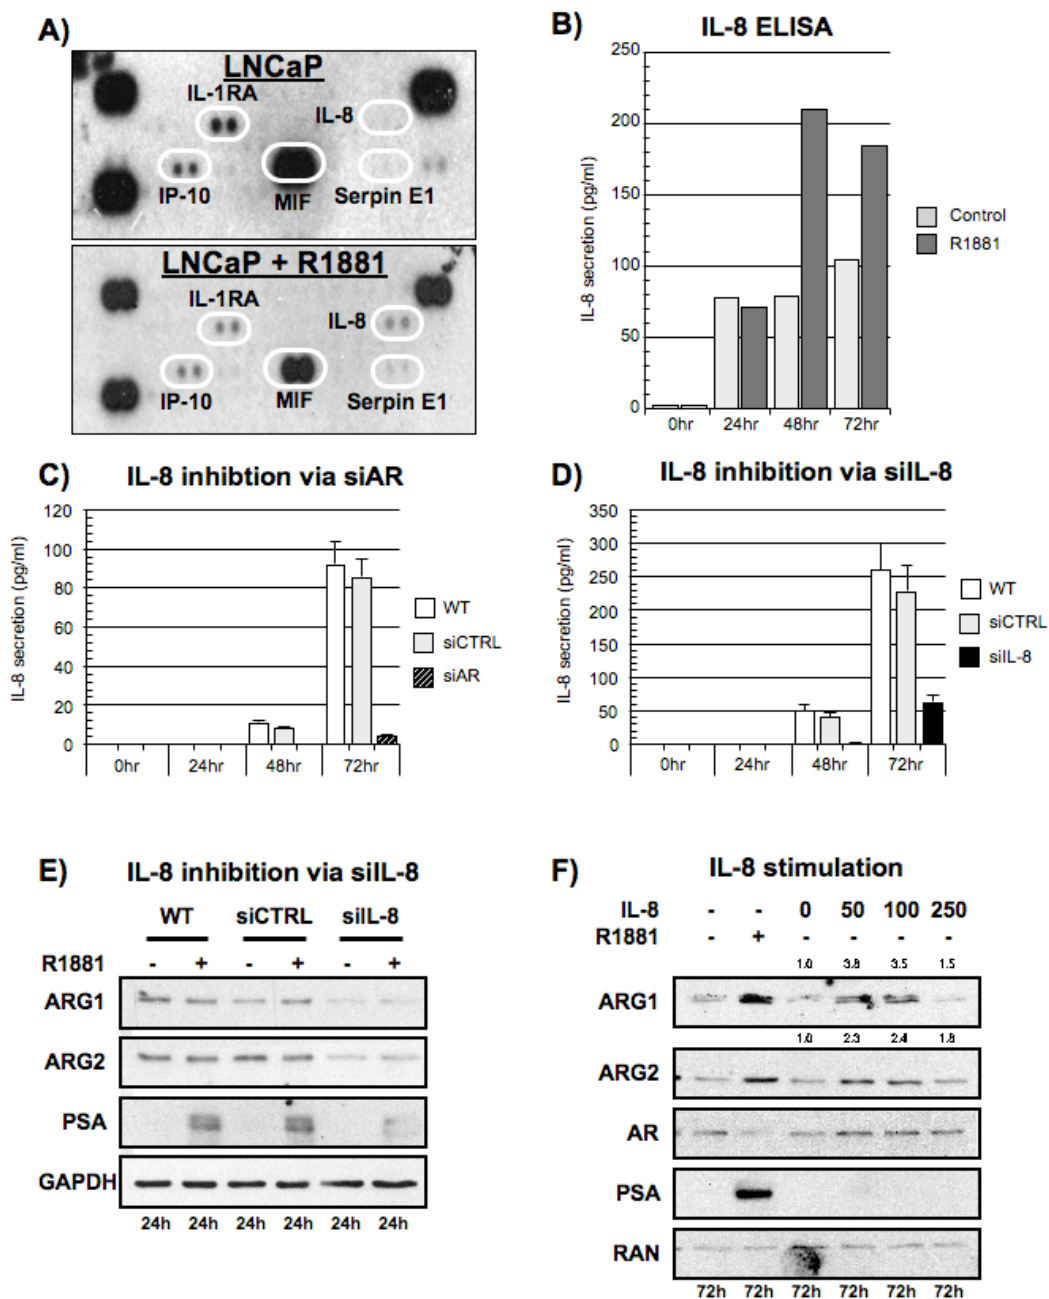 A)
LNCaP
IL-1RA
IL-8
IP-10
MIF
Serpin E1
LNCaP + R1881
IL-1RA
IL-8
IP-10
MIF
Serpin E1
B)
IL-8 ELISA
IL-8 secretion (pg/ml)
250
200
150
100
50
0
0hr 24hr 48hr 72hr
Control
R1881
C)
IL-8 inhibtion via siAR
IL-8 secretion (pg/ml)
120
100
80
60
40
20
0
0hr 24hr 48hr 72hr
WT
siCTRL
siAR
D)
IL-8 inhibition via siIL-8
IL-8 secretion (pg/ml)
350
300
250
200
150
100
50
0
0hr 24hr 48hr 72hr
WT
siCTRL
siIL-8
E)
IL-8 inhibition via siIL-8
WT siCTRL siIL-8
R1881 - + - + - +
ARG1
ARG2
PSA
GAPDH
24h 24h 24h 24h 24h 24h
F)
IL-8 stimulation
IL-8 - - 0 50 100 250
R1881 - + - - - -
1.0 3.8 3.5 1.5
ARG1
1.0 2.3 2.4 1.8
ARG2
AR
PSA
RAN
72h 72h 72h 72h 72h 72h